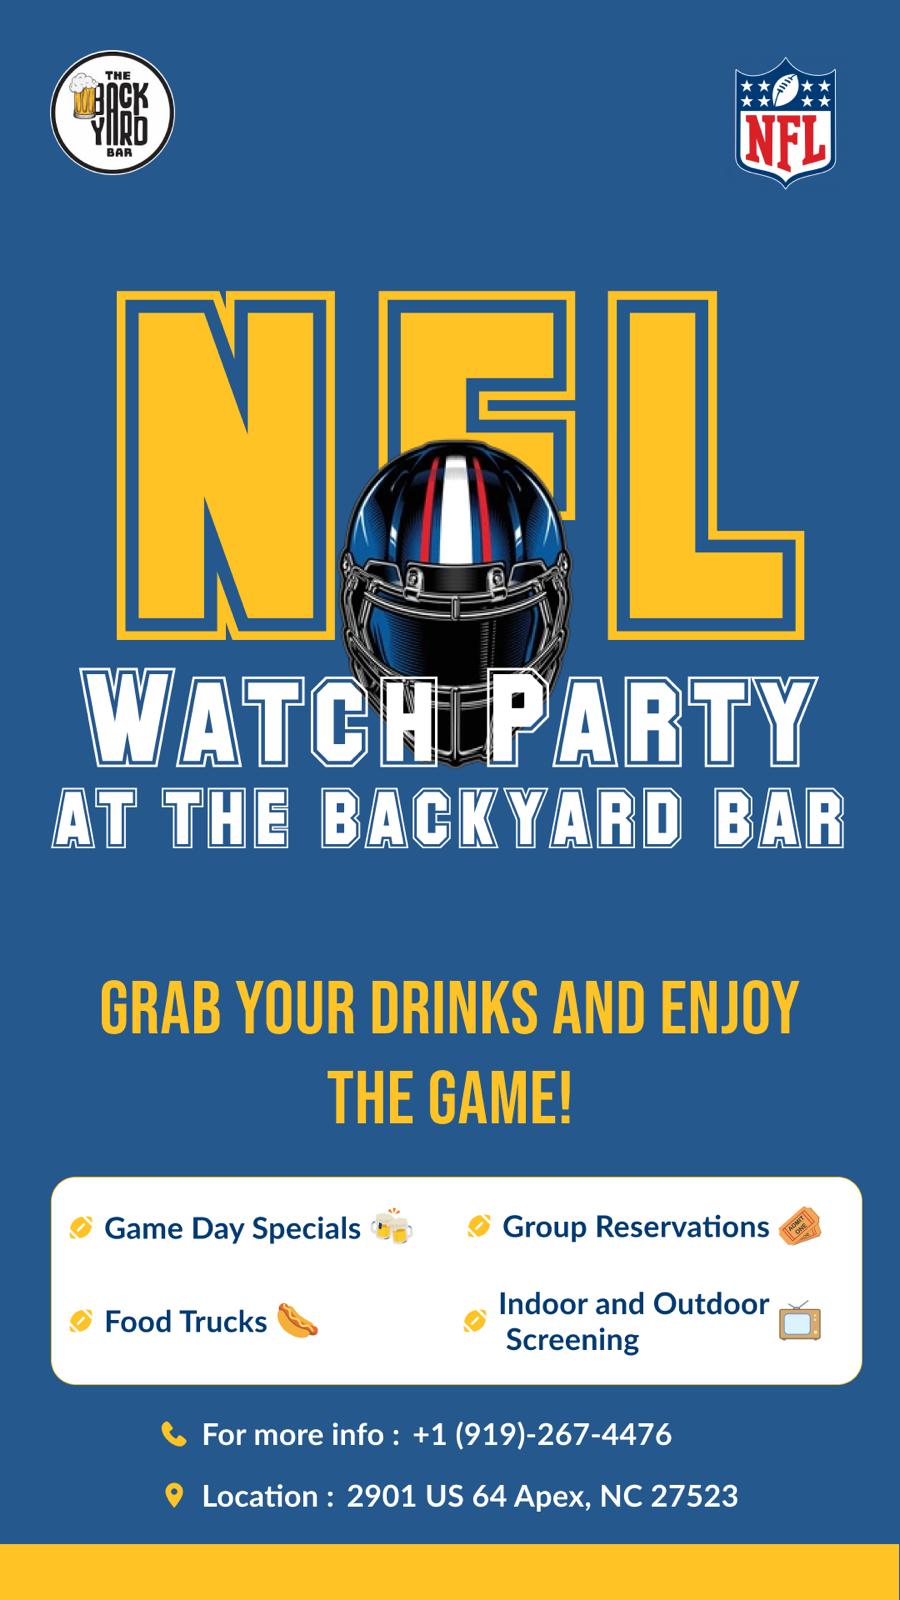 THE
BACK
YARD
BAR
NFL
NFL
WATCH PARTY
AT THE BACKYARD BAR
GRAB YOUR DRINKS AND ENJOY
THE GAME!
Game Day Specials
Group Reservations
ADMIT
ONE
Food Trucks
Indoor and Outdoor
Screening
For more info : +1 (919)-267-4476
Location : 2901 US 64 Apex, NC 27523